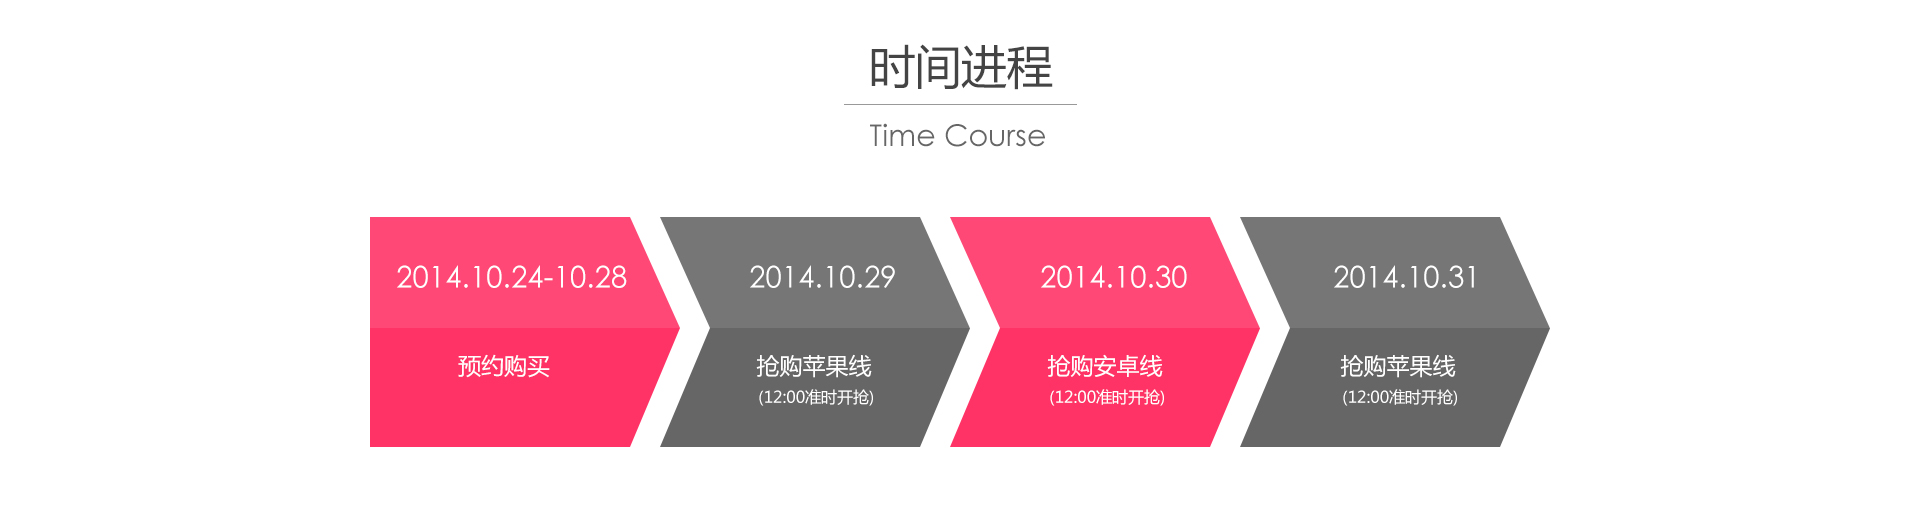 时间进程
Time Course
2014.10.24-10.28
预约购买
2014.10.29
抢购苹果线
(12:00准时开抢)
2014.10.30
抢购安卓线
(12:00准时开抢)
2014.10.31
抢购苹果线
(12:00准时开抢)